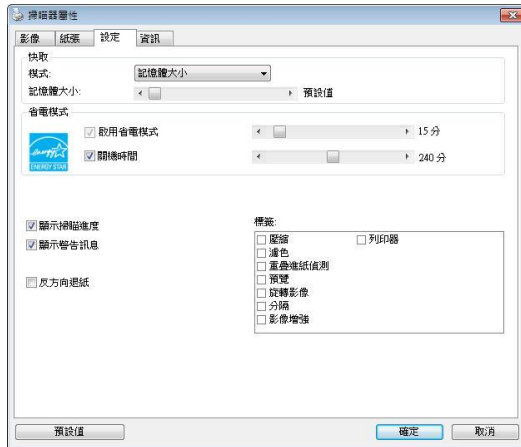 掃瞄器屬性
影像 紙張 設定 資訊
快取
模式: 記憶體大小
記憶體大小: 預設值
省電模式
啟用省電模式 15 分
關機時間 240 分
energy
ENERGY STAR
顯示掃瞄進度
顯示警告訊息
反方向退紙
標籤:
壓縮 列印器
濾色
重疊進紙偵測
預覽
旋轉影像
分隔
影像增強
預設值 確定 取消